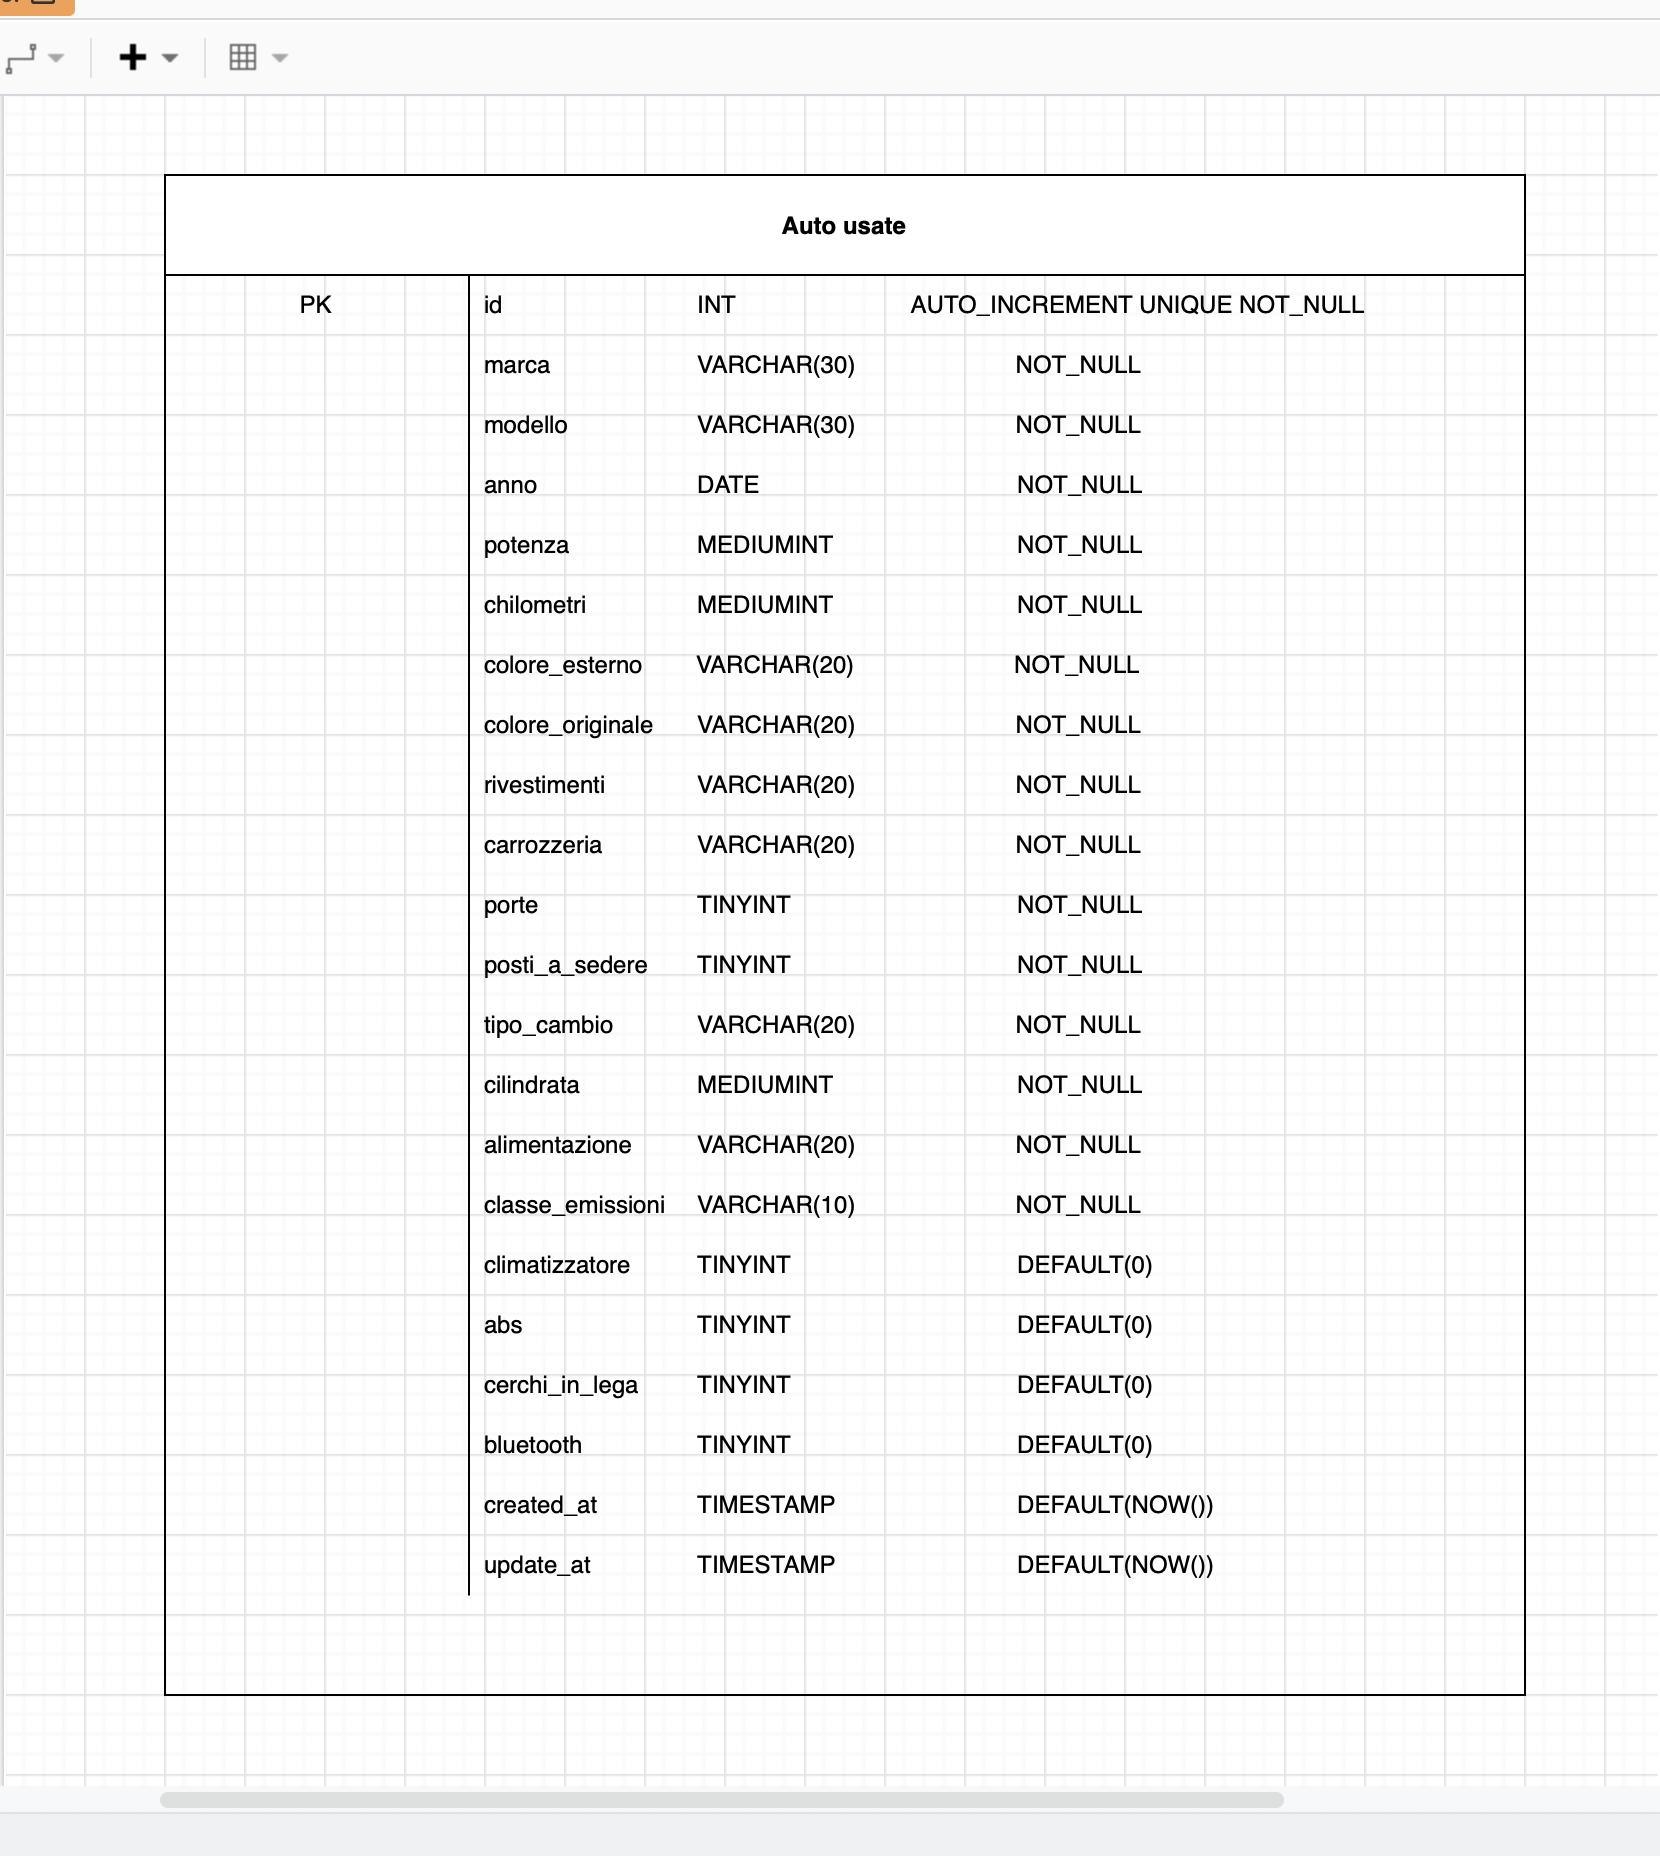 Auto usate
PK id INT AUTO_INCREMENT UNIQUE NOT_NULL
marca VARCHAR(30) NOT_NULL
modello VARCHAR(30) NOT_NULL
anno DATE NOT_NULL
potenza MEDIUMINT NOT_NULL
chilometri MEDIUMINT NOT_NULL
colore_esterno VARCHAR(20) NOT_NULL
colore_originale VARCHAR(20) NOT_NULL
rivestimenti VARCHAR(20) NOT_NULL
carrozzeria VARCHAR(20) NOT_NULL
porte TINYINT NOT_NULL
posti_a_sedere TINYINT NOT_NULL
tipo_cambio VARCHAR(20) NOT_NULL
cilindrata MEDIUMINT NOT_NULL
alimentazione VARCHAR(20) NOT_NULL
classe_emissioni VARCHAR(10) NOT_NULL
climatizzatore TINYINT DEFAULT(0)
abs TINYINT DEFAULT(0)
cerchi_in_lega TINYINT DEFAULT(0)
bluetooth TINYINT DEFAULT(0)
created_at TIMESTAMP DEFAULT(NOW())
update_at TIMESTAMP DEFAULT(NOW())